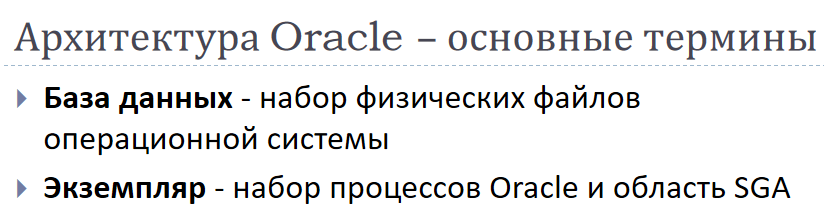 Архитектура Oracle – основные термины
База данных - набор физических файлов
операционной системы
Экземпляр - набор процессов Oracle и область SGA